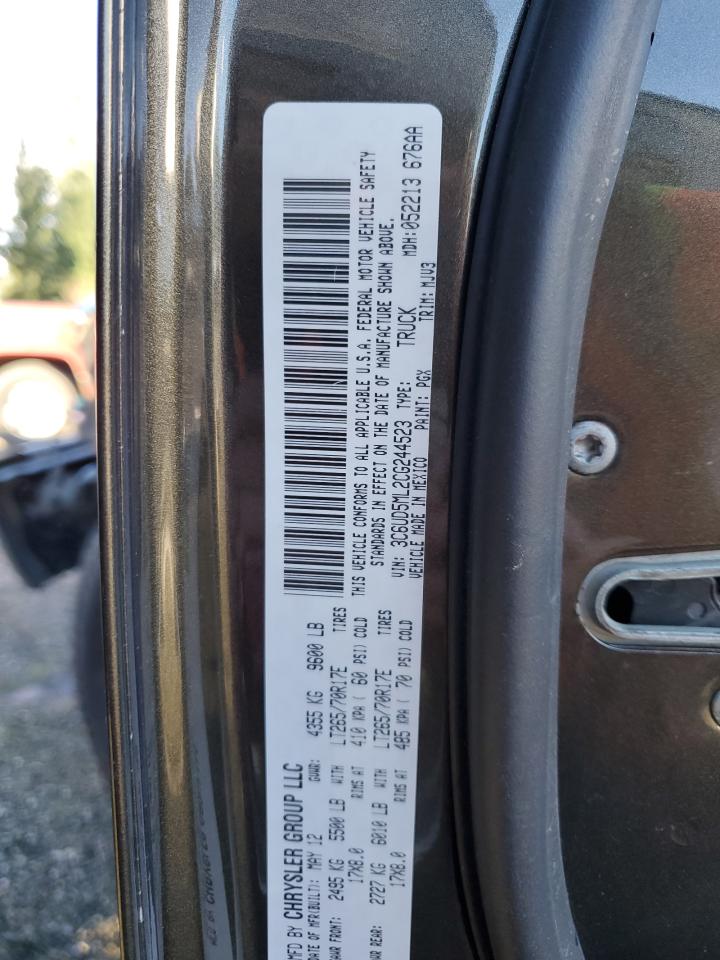 MFD BY CHRYSLER GROUP LLC
DATE OF MFR(BUILT): MAY 12 GVWR: 4355 KG 9600 LB
FRONT: 2495 KG 5500 LB WITH LT265/70R17E TIRES
17X8.0 RIMS AT 410 KPA ( 60 PSI) COLD
REAR: 2727 KG 6010 LB WITH LT265/70R17E TIRES
17X8.0 RIMS AT 485 KPA ( 70 PSI) COLD
THIS VEHICLE CONFORMS TO ALL APPLICABLE U.S.A. FEDERAL MOTOR VEHICLE SAFETY
STANDARDS IN EFFECT ON THE DATE OF MANUFACTURE SHOWN ABOVE.
VIN: 3C6UD5ML2CG244523 TYPE: TRUCK MDH:052213 676AA
VEHICLE MADE IN MEXICO PAINT: PGX TRIM: MJV3